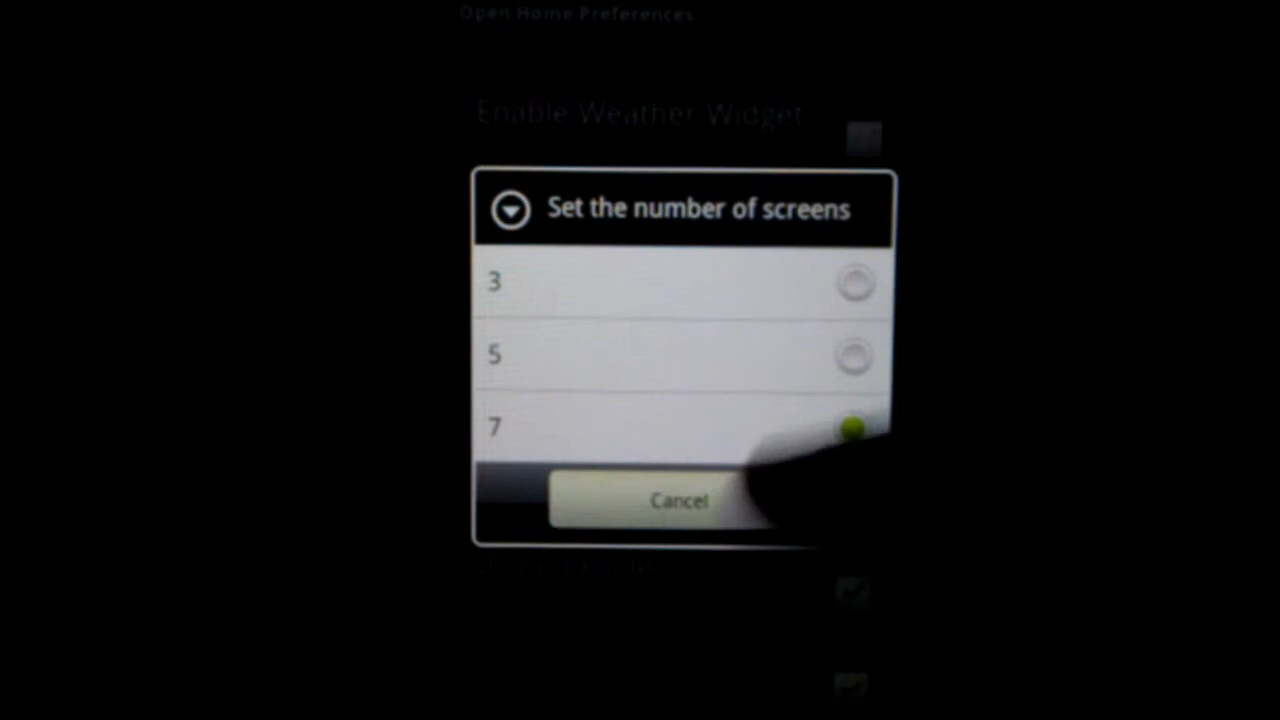 Open Home Preferences
Enable Weather Widget
Set the number of screens
3
5
7
Cancel